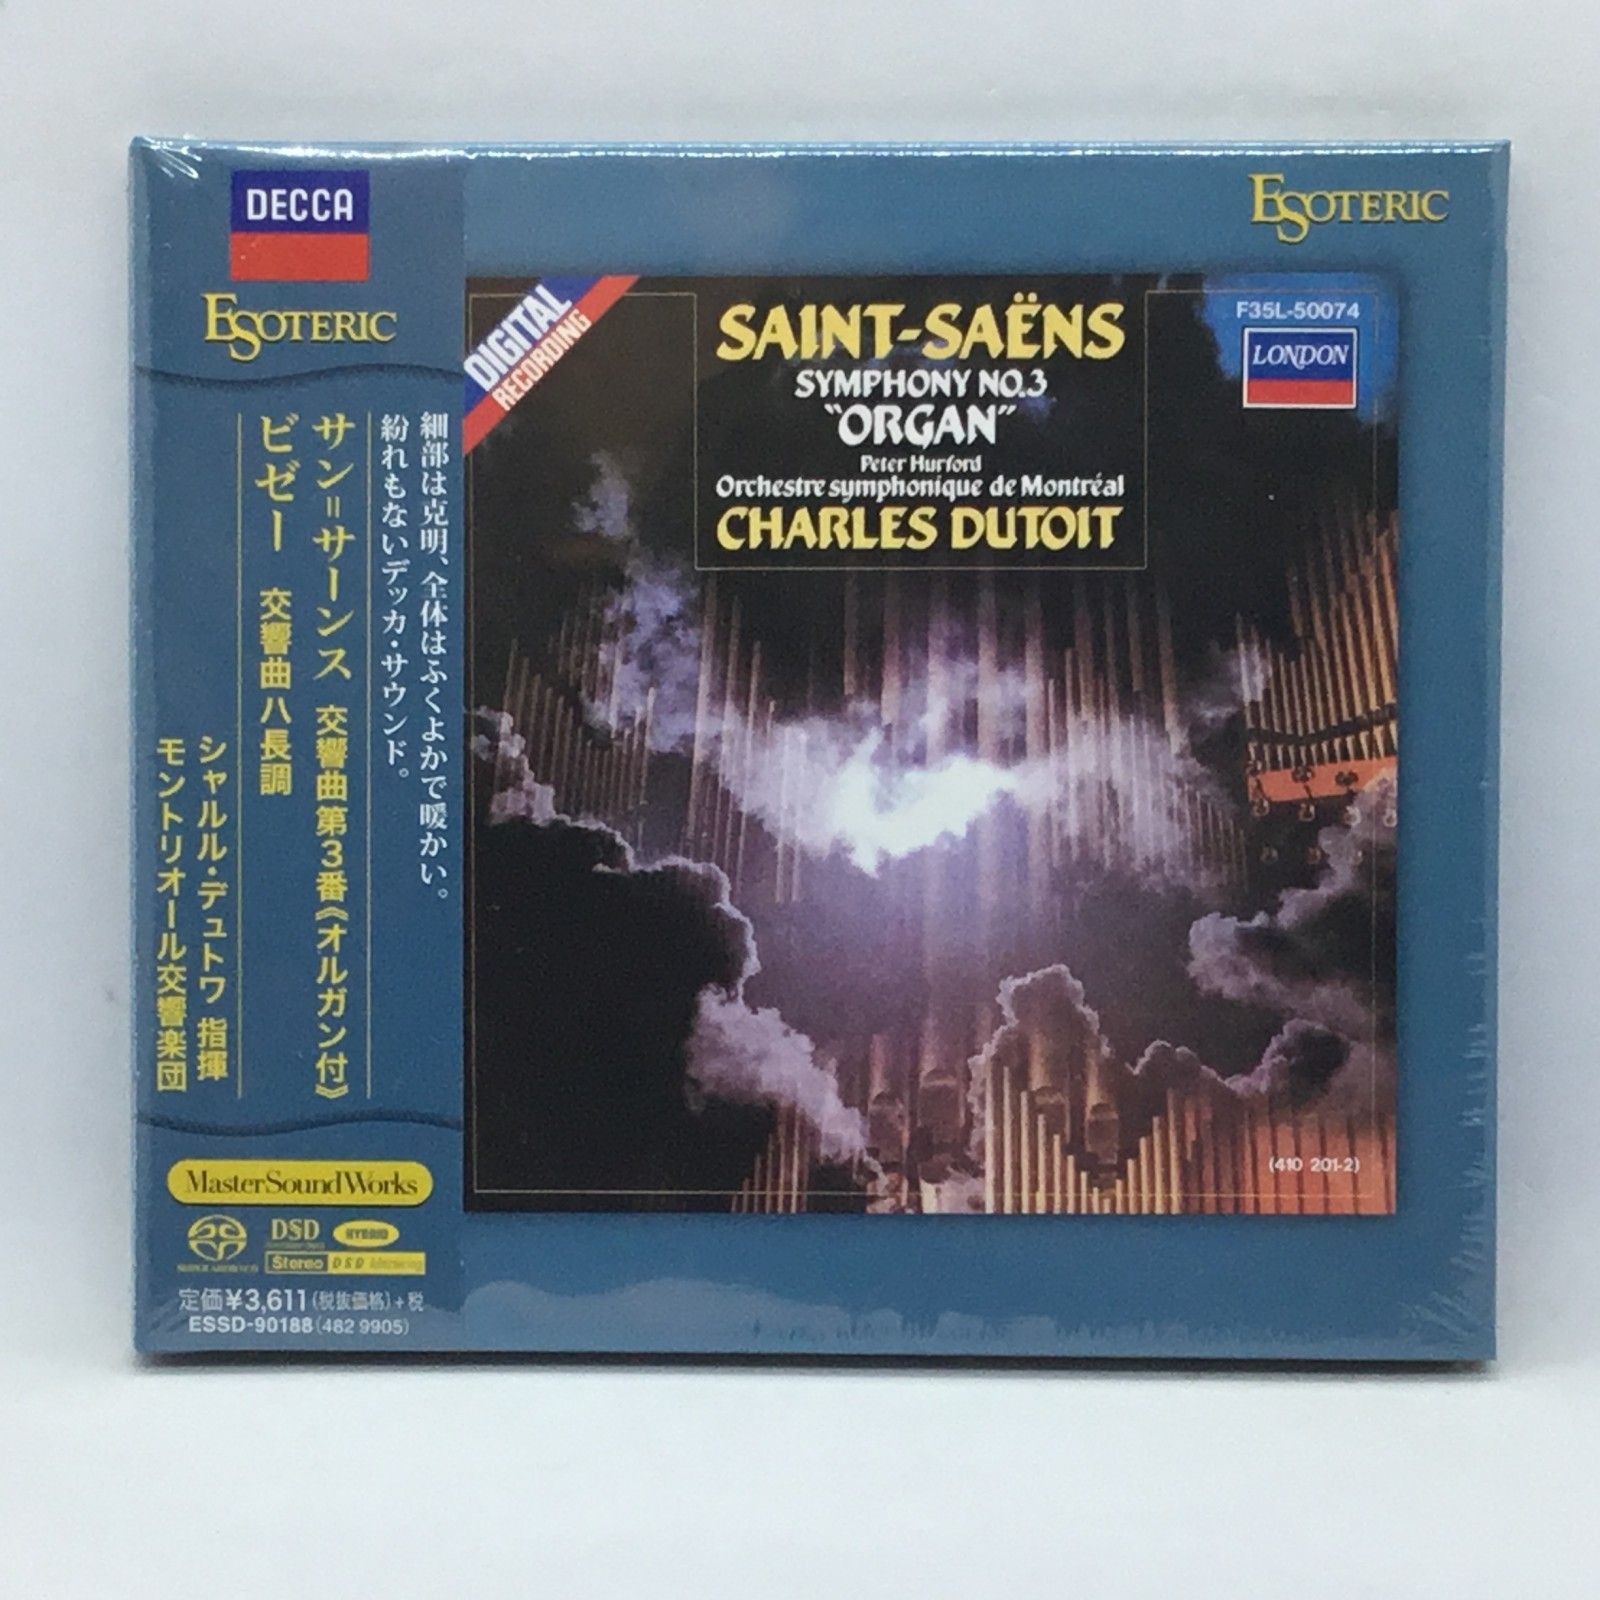 DECCA
ESOTERIC
細部は克明、全体はふくよかで暖かい。
紛れもないデッカ・サウンド。
サン=サーンス 交響曲第3番《オルガン付》
ビゼー 交響曲ハ長調
シャルル・デュトワ 指揮
モントリオール交響楽団
MasterSoundWorks
DSD
HYBRID
Stereo DSD Mastering
定価¥3,611(税抜価格)+税
ESSD-90188(482 9905)
ESOTERIC
DIGITAL
RECORDING
SAINT-SAËNS
SYMPHONY NO.3
"ORGAN"
Peter Hurford
Orchestre symphonique de Montréal
CHARLES DUTOIT
F35L-50074
LONDON
(410 201-2)